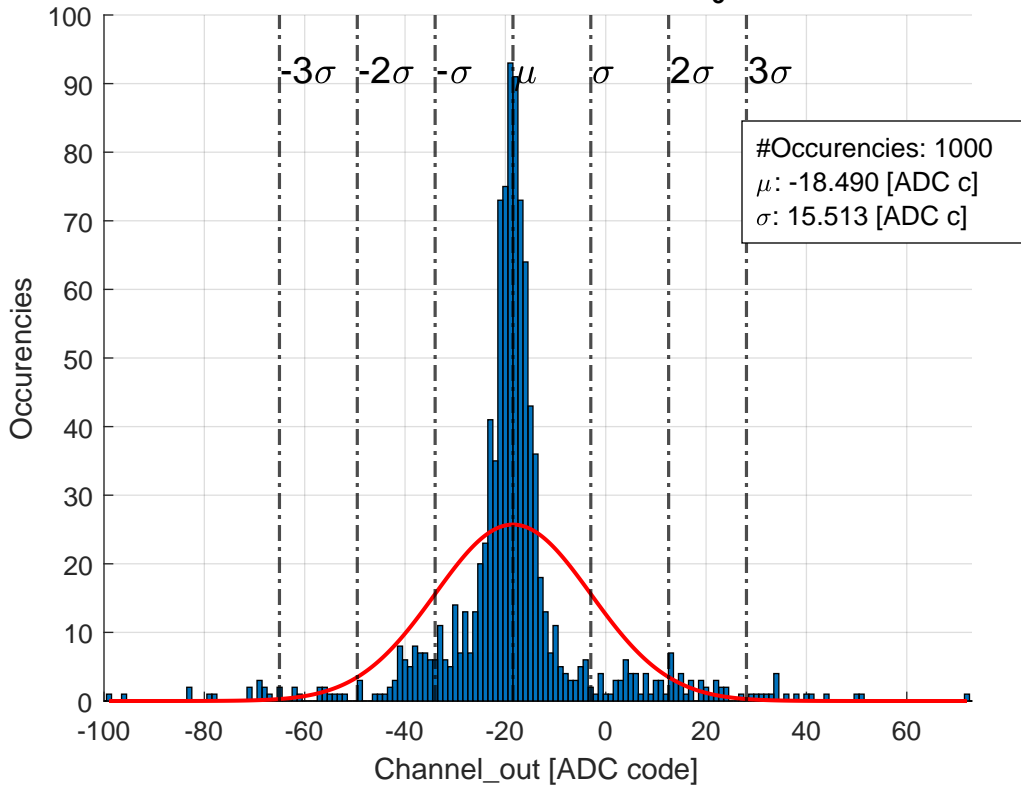 100
90
80
70
60
50
40
30
20
10
0
-3σ -2σ -σ μ σ 2σ 3σ
#Occurencies: 1000
μ: -18.490 [ADC c]
σ: 15.513 [ADC c]
Occurencies
-100 -80 -60 -40 -20 0 20 40 60
Channel_out [ADC code]